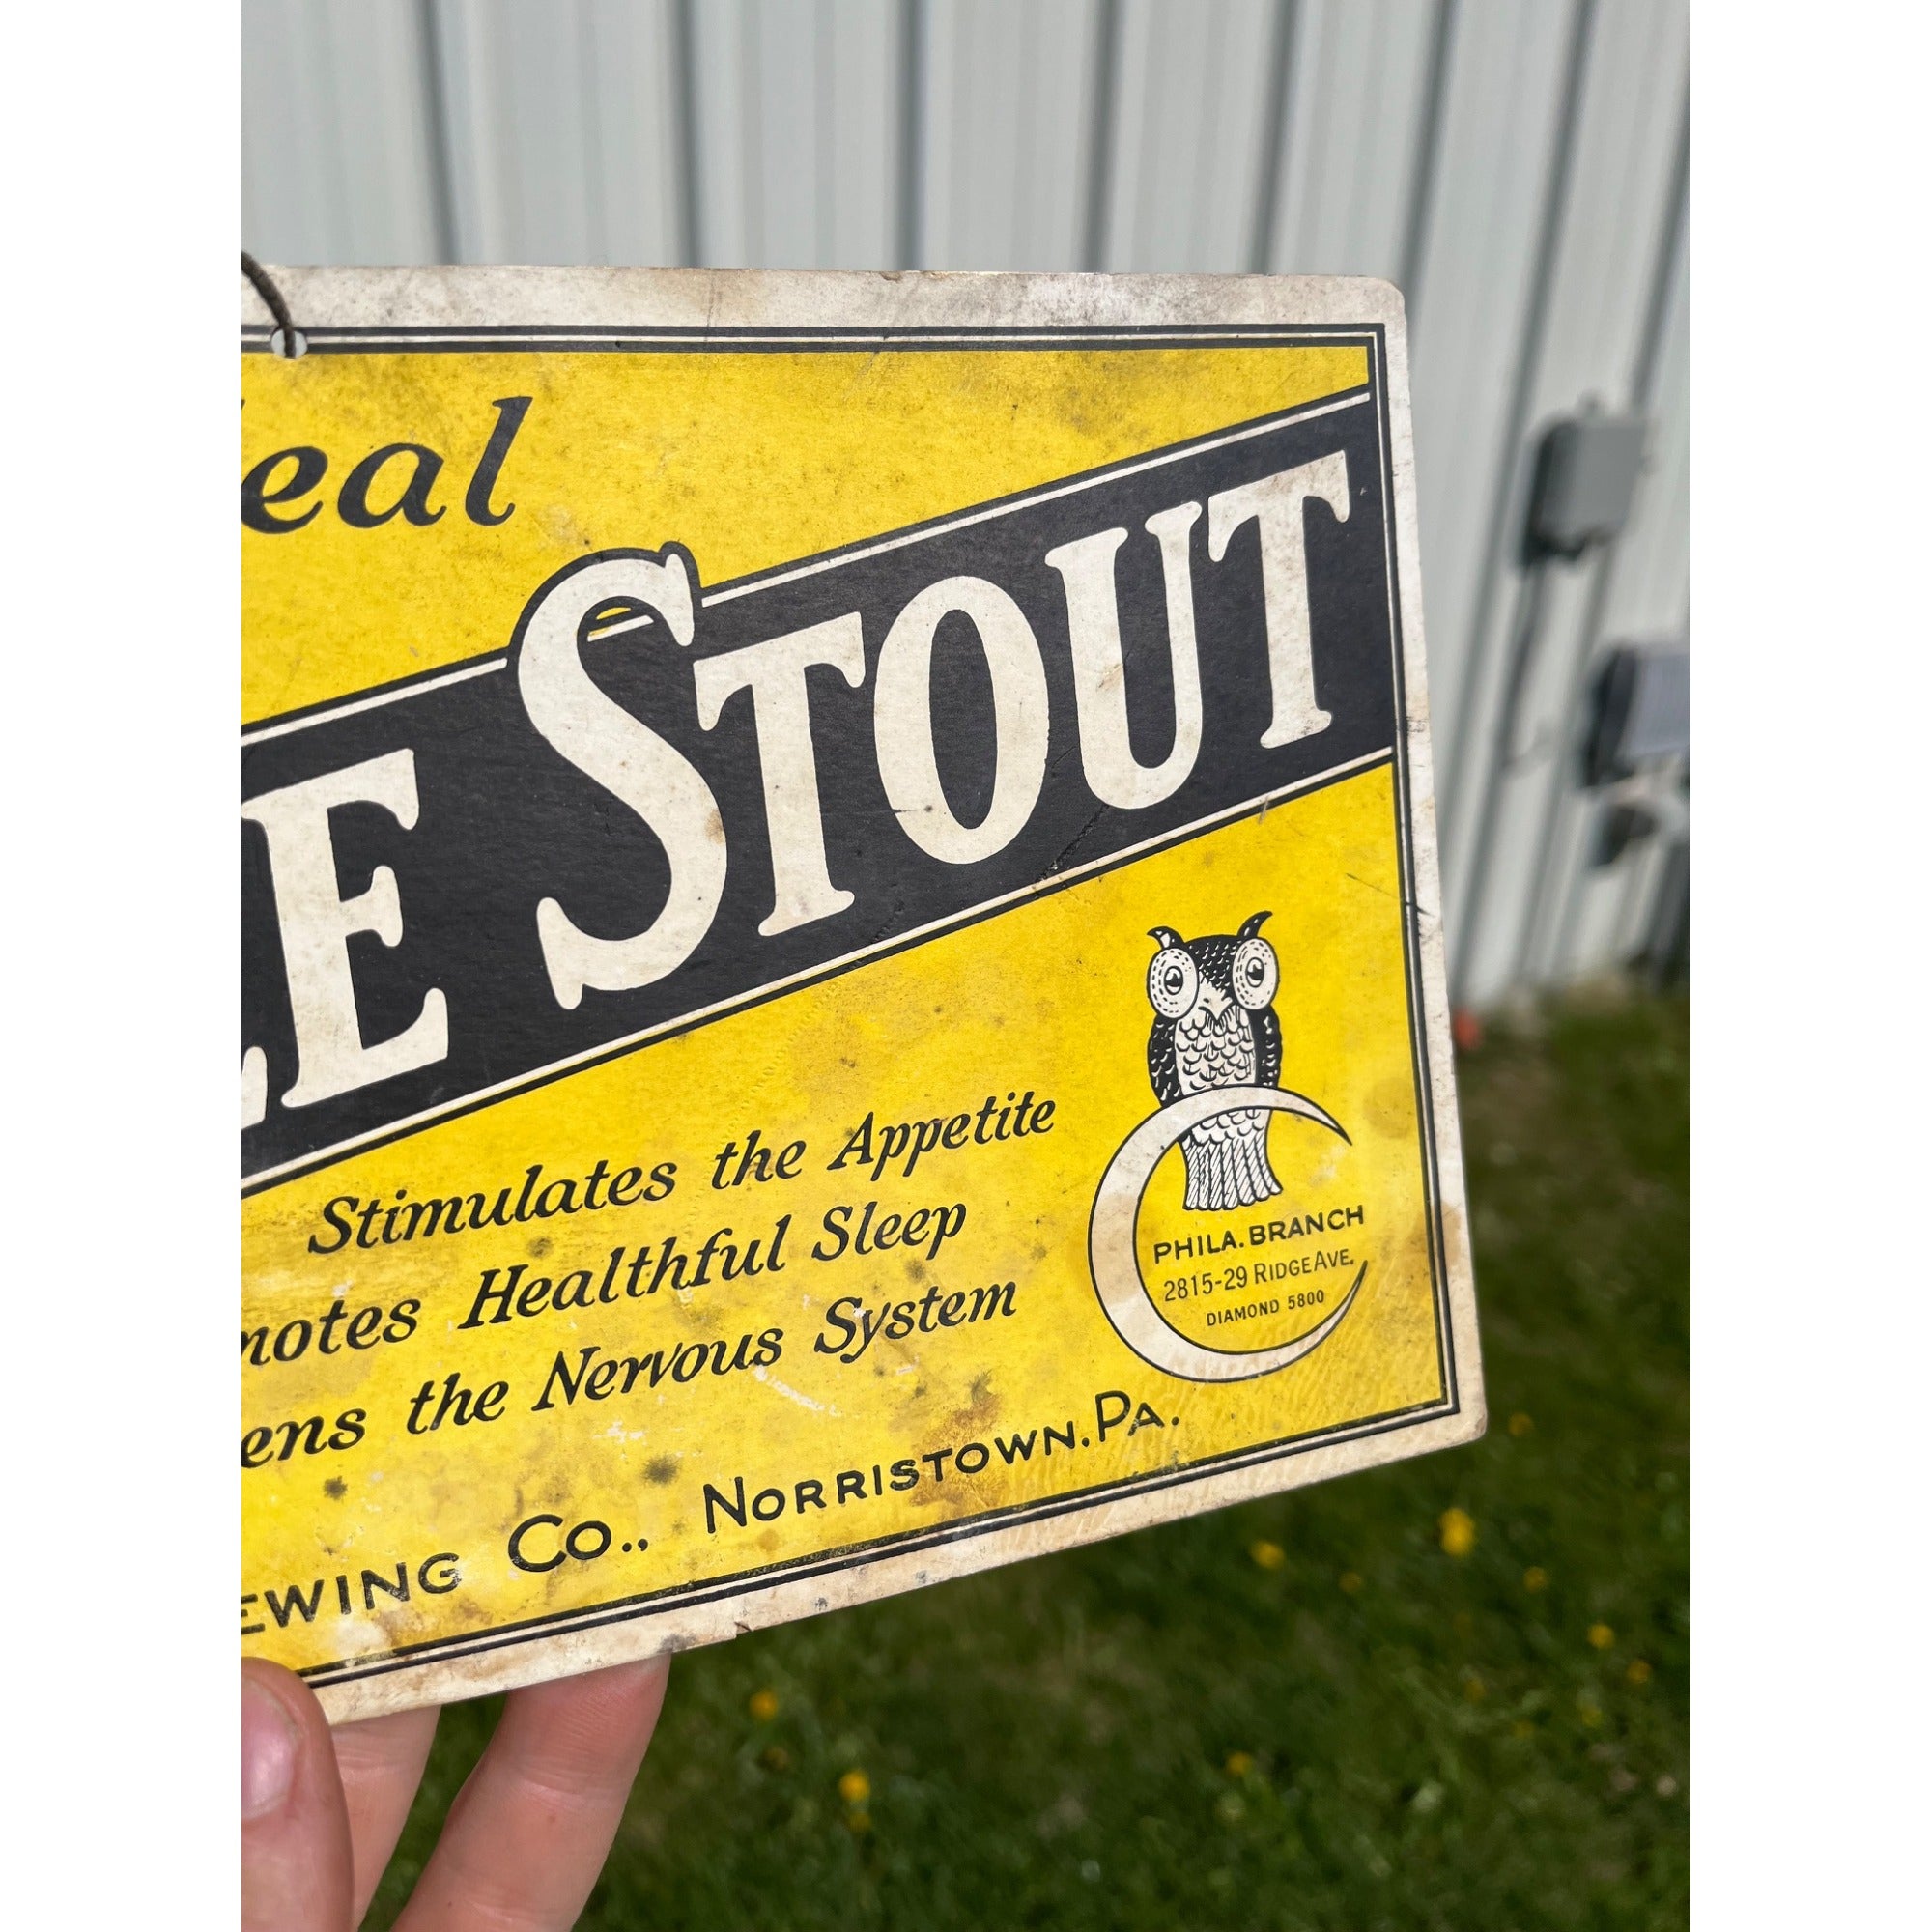 eal
LE STOUT
Stimulates the Appetite
motes Healthful Sleep
ens the Nervous System
EWING CO., NORRISTOWN. PA.
PHILA. BRANCH
2815-29 RIDGE AVE.
DIAMOND 5800